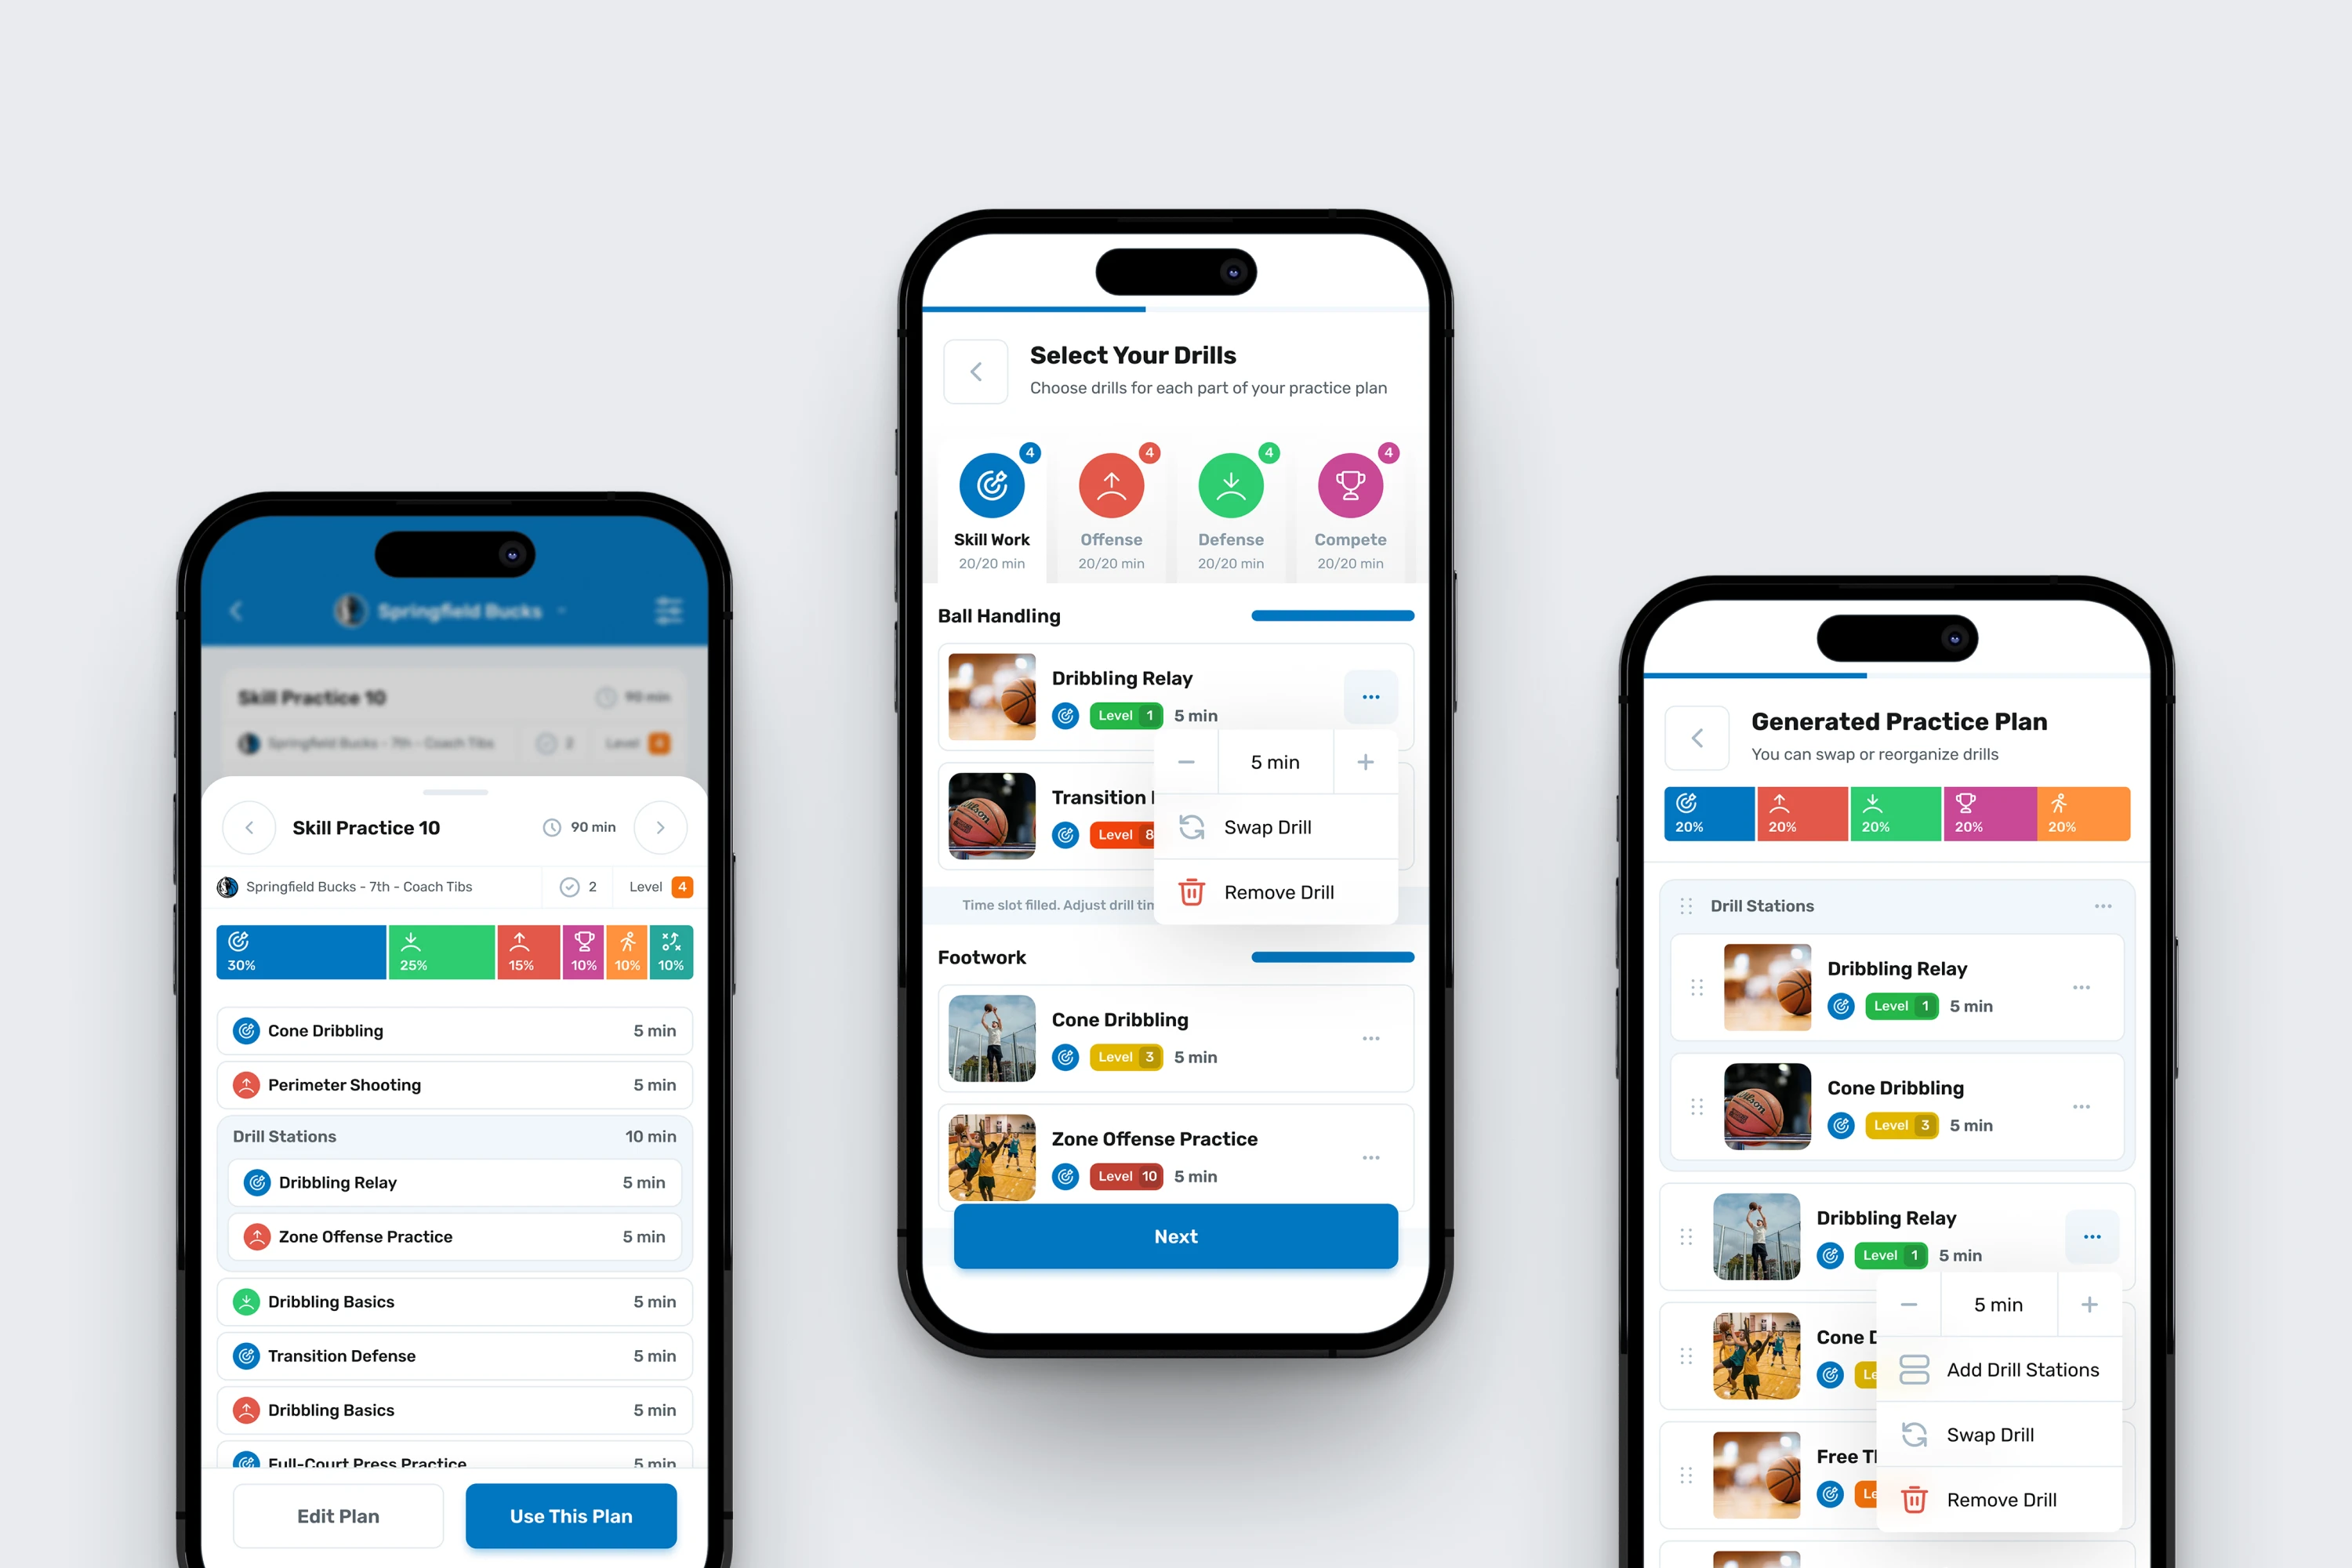 Springfield Bucks
Skill Practice 10
90 min
Springfield Bucks - 7th - Coach Tibs
2
Level 4
Skill Practice 10
90 min
Springfield Bucks - 7th - Coach Tibs
2
Level 4
30%
25%
15%
10%
10%
10%
Cone Dribbling
5 min
Perimeter Shooting
5 min
Drill Stations
10 min
Dribbling Relay
5 min
Zone Offense Practice
5 min
Dribbling Basics
5 min
Transition Defense
5 min
Dribbling Basics
5 min
Full-Court Press Practice
5 min
Edit Plan
Use This Plan
Select Your Drills
Choose drills for each part of your practice plan
4
4
4
4
Skill Work
Offense
Defense
Compete
20/20 min
20/20 min
20/20 min
20/20 min
Ball Handling
Dribbling Relay
Level 1
5 min
Transition
Level 8
5 min
Swap Drill
Remove Drill
Time slot filled. Adjust drill
Footwork
Cone Dribbling
Level 3
5 min
Zone Offense Practice
Level 10
5 min
Next
Wilson
Generated Practice Plan
You can swap or reorganize drills
20%
20%
20%
20%
20%
Drill Stations
Dribbling Relay
Level 1
5 min
Wilson
Cone Dribbling
Level 3
5 min
Dribbling Relay
Level 1
5 min
5 min
Cone
Add Drill Stations
Swap Drill
Free
Remove Drill